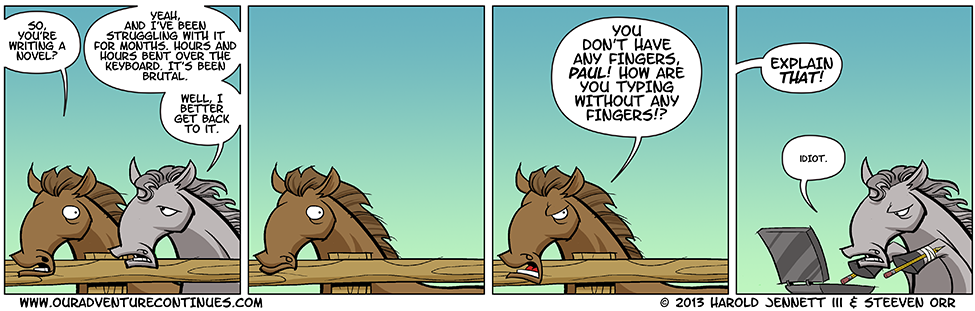 SO,
YOU'RE
WRITING A
NOVEL?
YEAH,
AND I'VE BEEN
STRUGGLING WITH IT
FOR MONTHS. HOURS AND
HOURS BENT OVER THE
KEYBOARD. IT'S BEEN
BRUTAL.
WELL, I
BETTER
GET BACK
TO IT.
YOU
DON'T HAVE
ANY FINGERS,
PAUL! HOW ARE
YOU TYPING
WITHOUT ANY
FINGERS!?
EXPLAIN
THAT!
IDIOT.
WWW.OURADVENTURECONTINUES.COM
© 2013 HAROLD JENNETT III & STEEVEN ORR